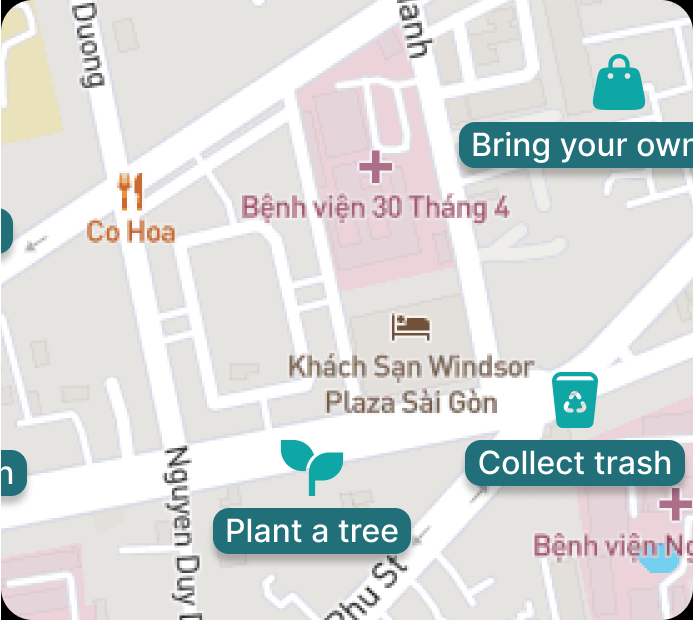 Duong
anh
Bring your own
Bệnh viện 30 Tháng 4
Co Hoa
Khách Sạn Windsor
Plaza Sài Gòn
Collect trash
n
Nguyen Duy
Plant a tree
Bệnh viện Ng
Phu St